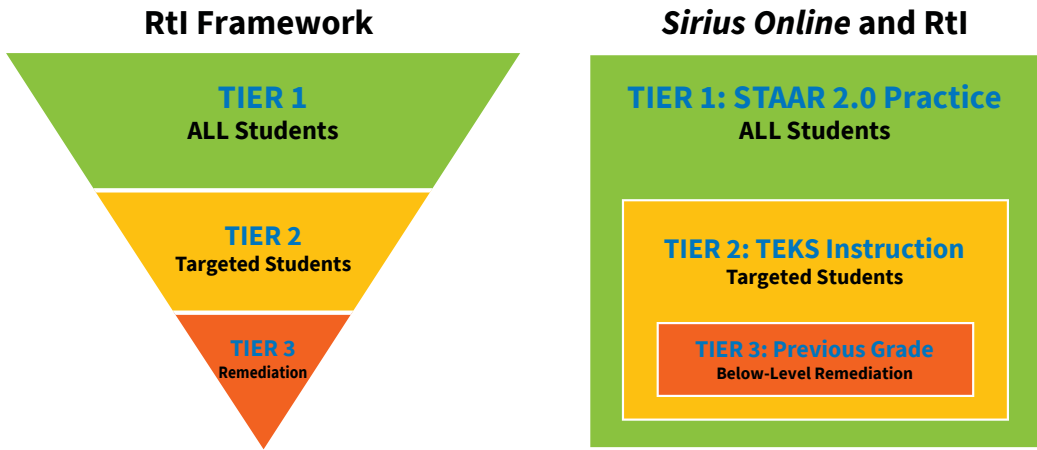 RtI Framework
TIER 1
ALL Students
TIER 2
Targeted Students
TIER 3
Remediation
Sirius Online and RtI
TIER 1: STAAR 2.0 Practice
ALL Students
TIER 2: TEKS Instruction
Targeted Students
TIER 3: Previous Grade
Below-Level Remediation